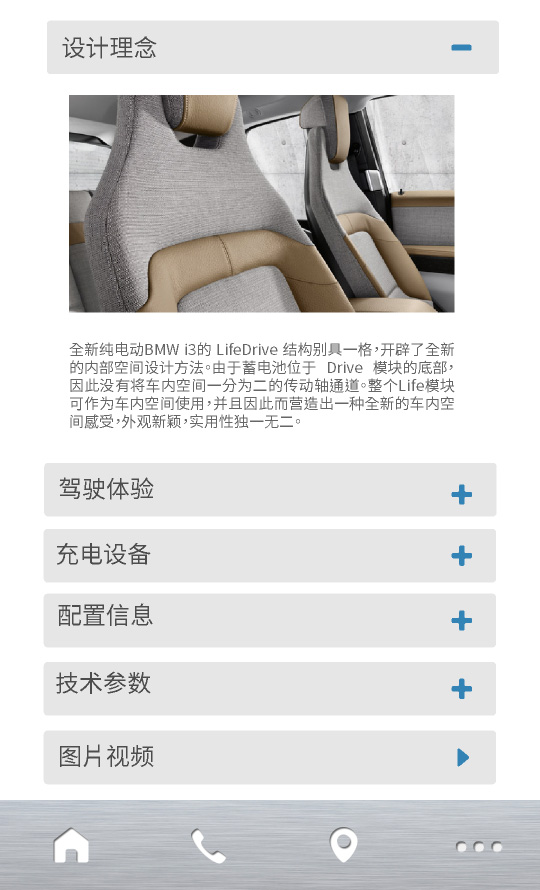 设计理念
全新纯电动BMW i3的 LifeDrive 结构别具一格,开辟了全新
的内部空间设计方法。由于蓄电池位于 Drive 模块的底部,
因此没有将车内空间一分为二的传动轴通道。整个Life模块
可作为车内空间使用,并且因此而营造出一种全新的车内空
间感受,外观新颖,实用性独一无二。
驾驶体验
充电设备
配置信息
技术参数
图片视频